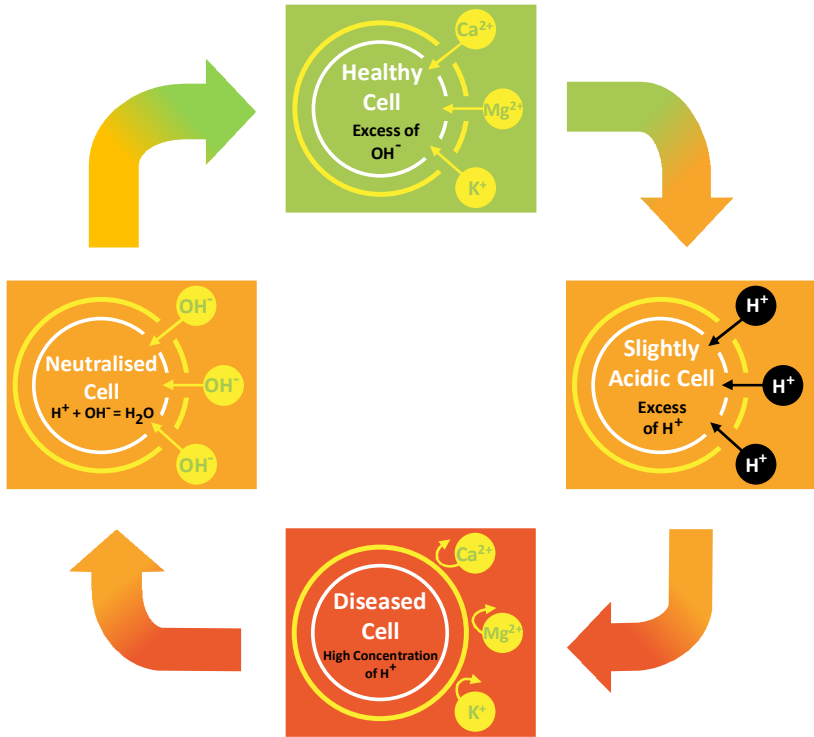 Ca²⁺
Healthy
Cell
Mg²⁺
Excess of
OH⁻
K⁺
H⁺
Slightly
Acidic Cell
H⁺
Excess
of H⁺
H⁺
Ca²⁺
Diseased
Cell
Mg²⁺
High Concentration
of H⁺
K⁺
OH⁻
Neutralised
Cell
OH⁻
H⁺ + OH⁻ = H₂O
OH⁻